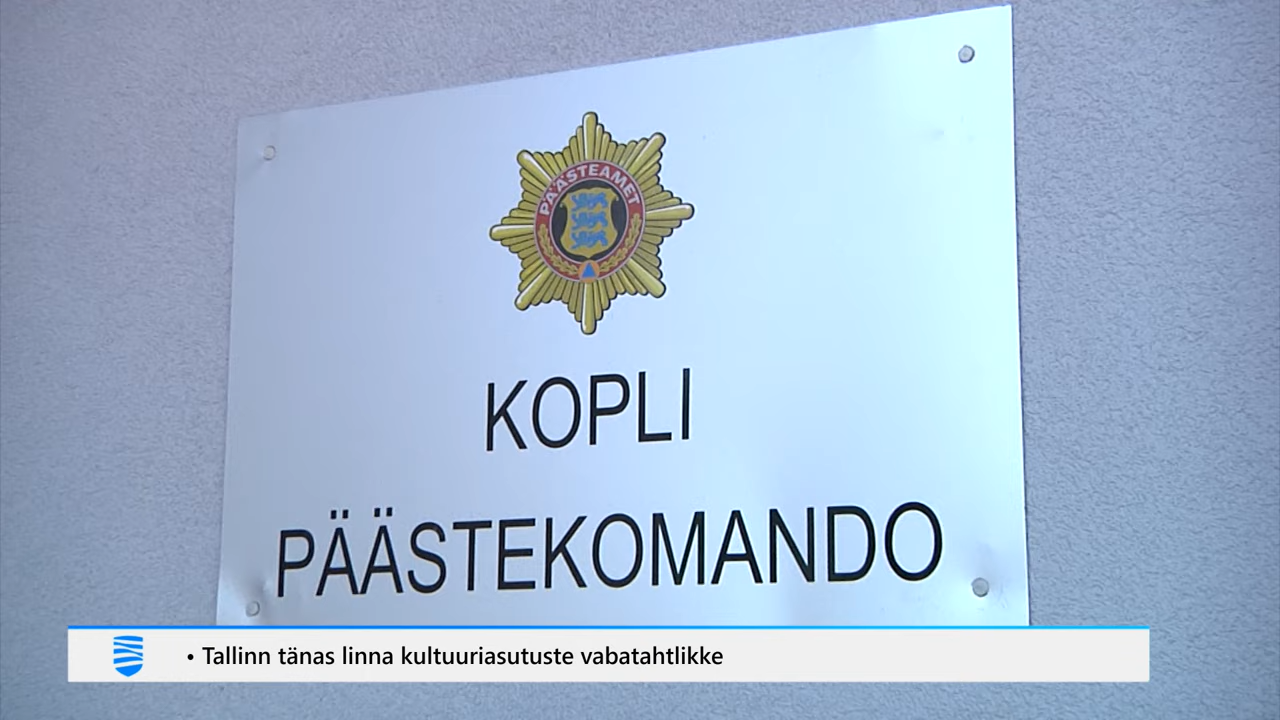 PÄÄSTEAMET
KOPLI
PÄÄSTEKOMANDO
• Tallinn tänas linna kultuuriasutuste vabatahtlikke